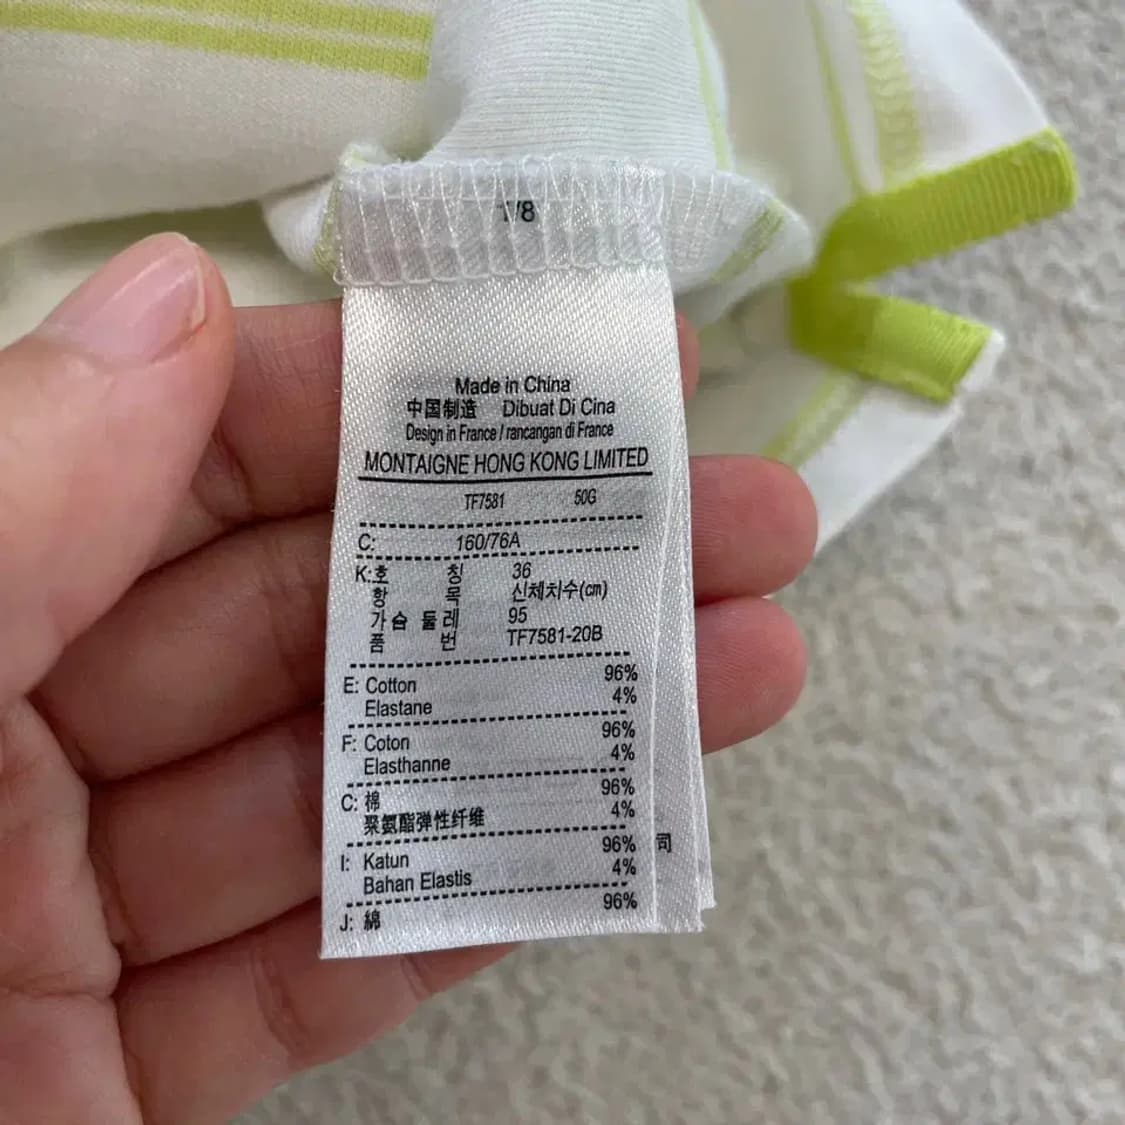 1/8
Made in China
中国制造 Dibuat Di Cina
Design in France / rancangan di France
MONTAIGNE HONG KONG LIMITED
TF7581 50G
C: 160/76A
K:호 칭 36
항 목 신체치수(㎝)
가슴 둘레 95
품 번 TF7581-20B
E: Cotton 96%
Elastane 4%
F: Coton 96%
Elasthanne 4%
C: 棉 96%
聚氨酯弹性纤维 4%
I: Katun 96%
Bahan Elastis 4%
J: 綿 96%
司